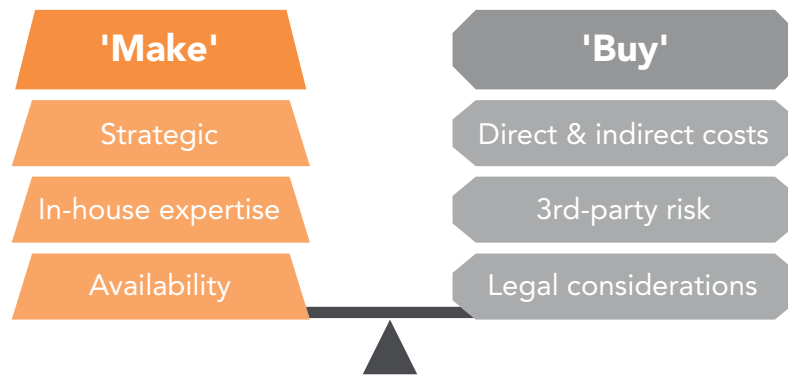 'Make'
Strategic
In-house expertise
Availability
'Buy'
Direct & indirect costs
3rd-party risk
Legal considerations